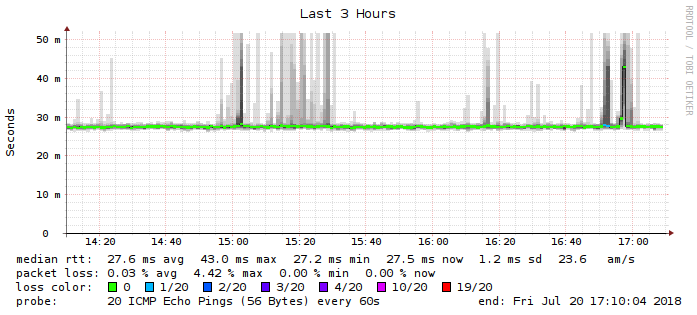 Last 3 Hours
RRDTOOL / TOBI OETIKER
Seconds
50 m
40 m
30 m
20 m
10 m
0
14:20 14:40 15:00 15:20 15:40 16:00 16:20 16:40 17:00
median rtt: 27.6 ms avg 43.0 ms max 27.2 ms min 27.5 ms now 1.2 ms sd 23.6 am/s
packet loss: 0.03 % avg 4.42 % max 0.00 % min 0.00 % now
loss color: 0 1/20 2/20 3/20 4/20 10/20 19/20
probe: 20 ICMP Echo Pings (56 Bytes) every 60s end: Fri Jul 20 17:10:04 2018